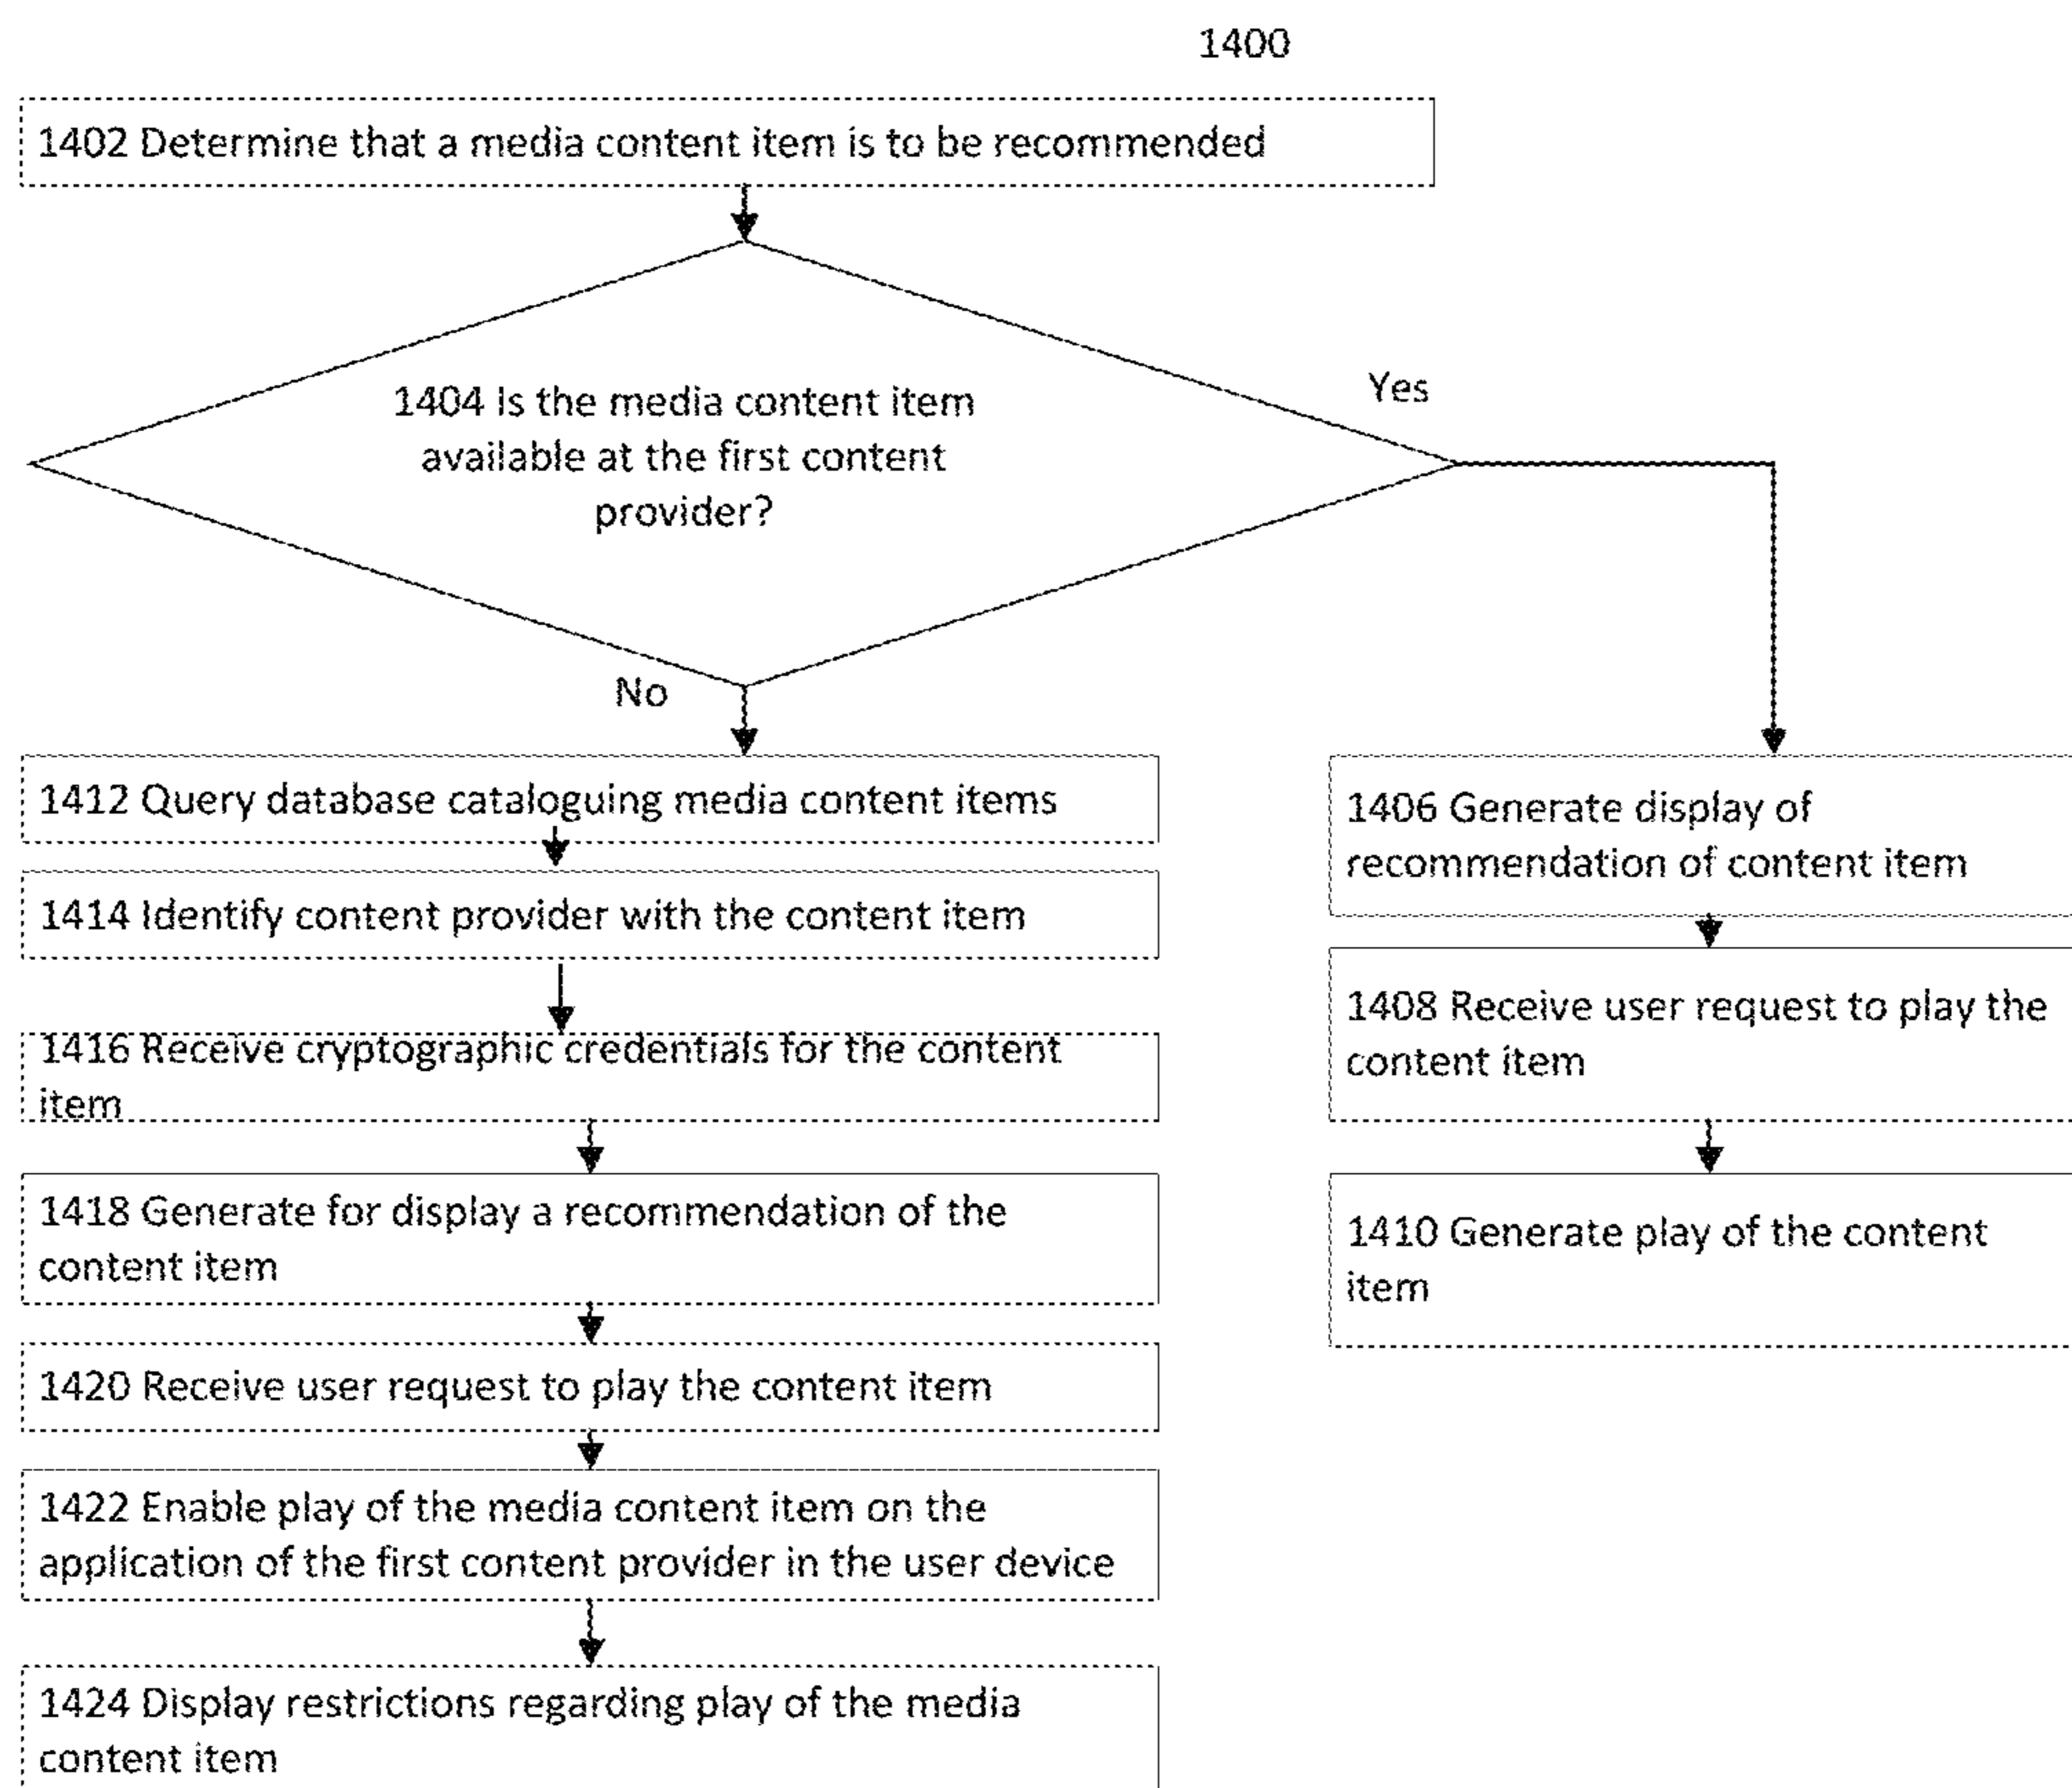 1400
1402 Determine that a media content item is to be recommended
1404 Is the media content item
available at the first content
provider?
Yes
No
1412 Query database cataloguing media content items
1414 Identify content provider with the content item
1416 Receive cryptographic credentials for the content
item
1418 Generate for display a recommendation of the
content item
1420 Receive user request to play the content item
1422 Enable play of the media content item on the
application of the first content provider in the user device
1424 Display restrictions regarding play of the media
content item
1406 Generate display of
recommendation of content item
1408 Receive user request to play the
content item
1410 Generate play of the content
item